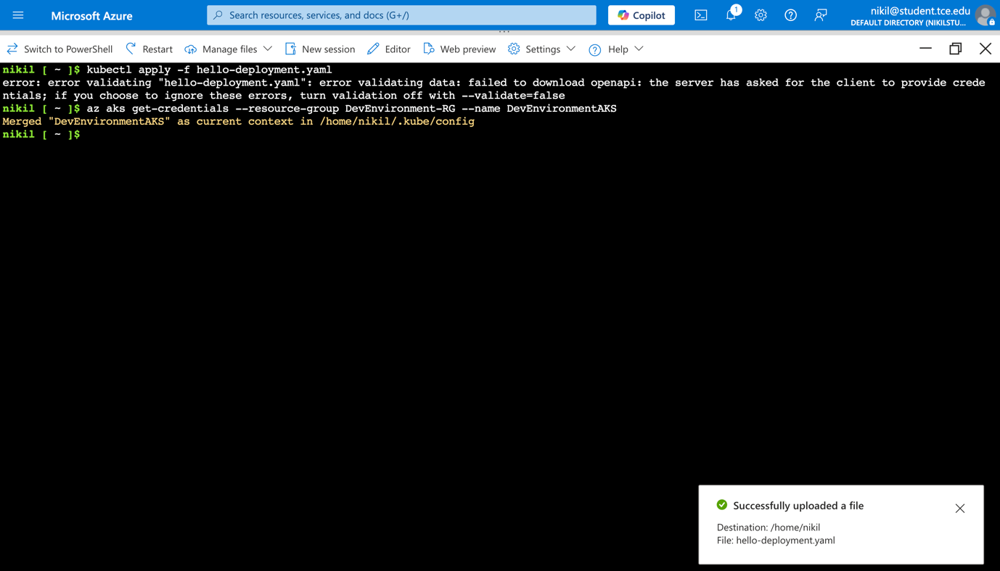 Microsoft Azure
Search resources, services, and docs (G+/)
Copilot
1
nikil@student.tce.edu
DEFAULT DIRECTORY (NIKILSTU...
Switch to PowerShell
Restart
Manage files
New session
Editor
Web preview
Settings
Help
nikil [ ~ ]$ kubectl apply -f hello-deployment.yaml
error: error validating "hello-deployment.yaml": error validating data: failed to download openapi: the server has asked for the client to provide crede
ntials; if you choose to ignore these errors, turn validation off with --validate=false
nikil [ ~ ]$ az aks get-credentials --resource-group DevEnvironment-RG --name DevEnvironmentAKS
Merged "DevEnvironmentAKS" as current context in /home/nikil/.kube/config
nikil [ ~ ]$
Successfully uploaded a file
Destination: /home/nikil
File: hello-deployment.yaml